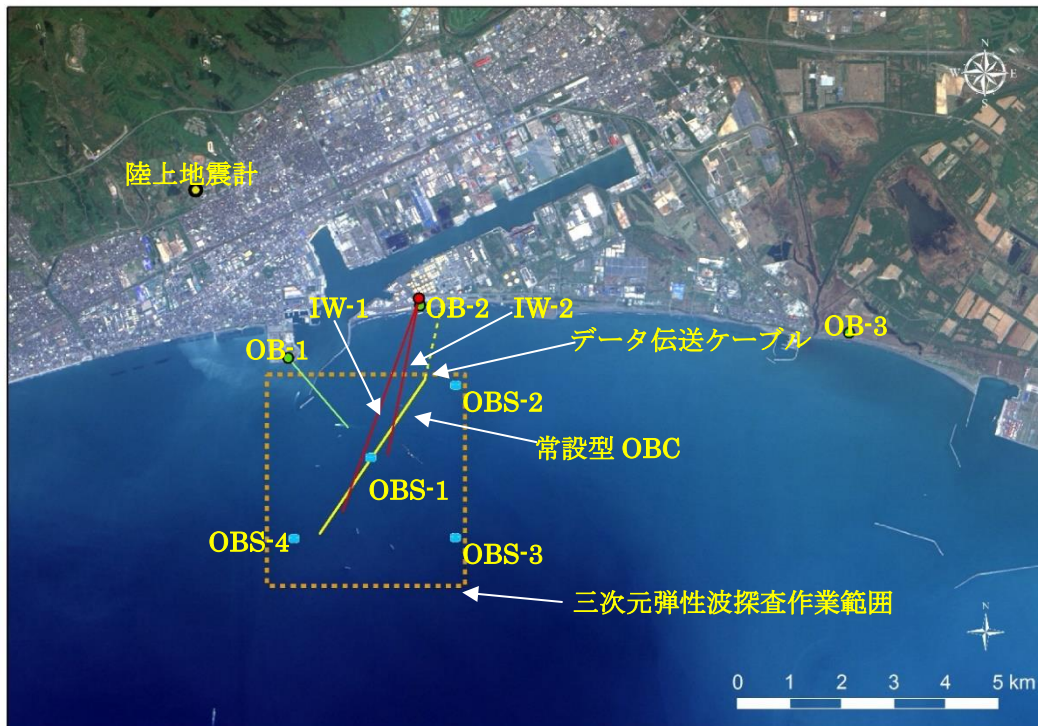 N
W E
S
陸上地震計
IW-1
OB-2
IW-2
OB-3
データ伝送ケーブル
OB-1
OBS-2
常設型 OBC
OBS-1
OBS-4
OBS-3
三次元弾性波探査作業範囲
N
0 1 2 3 4 5 km